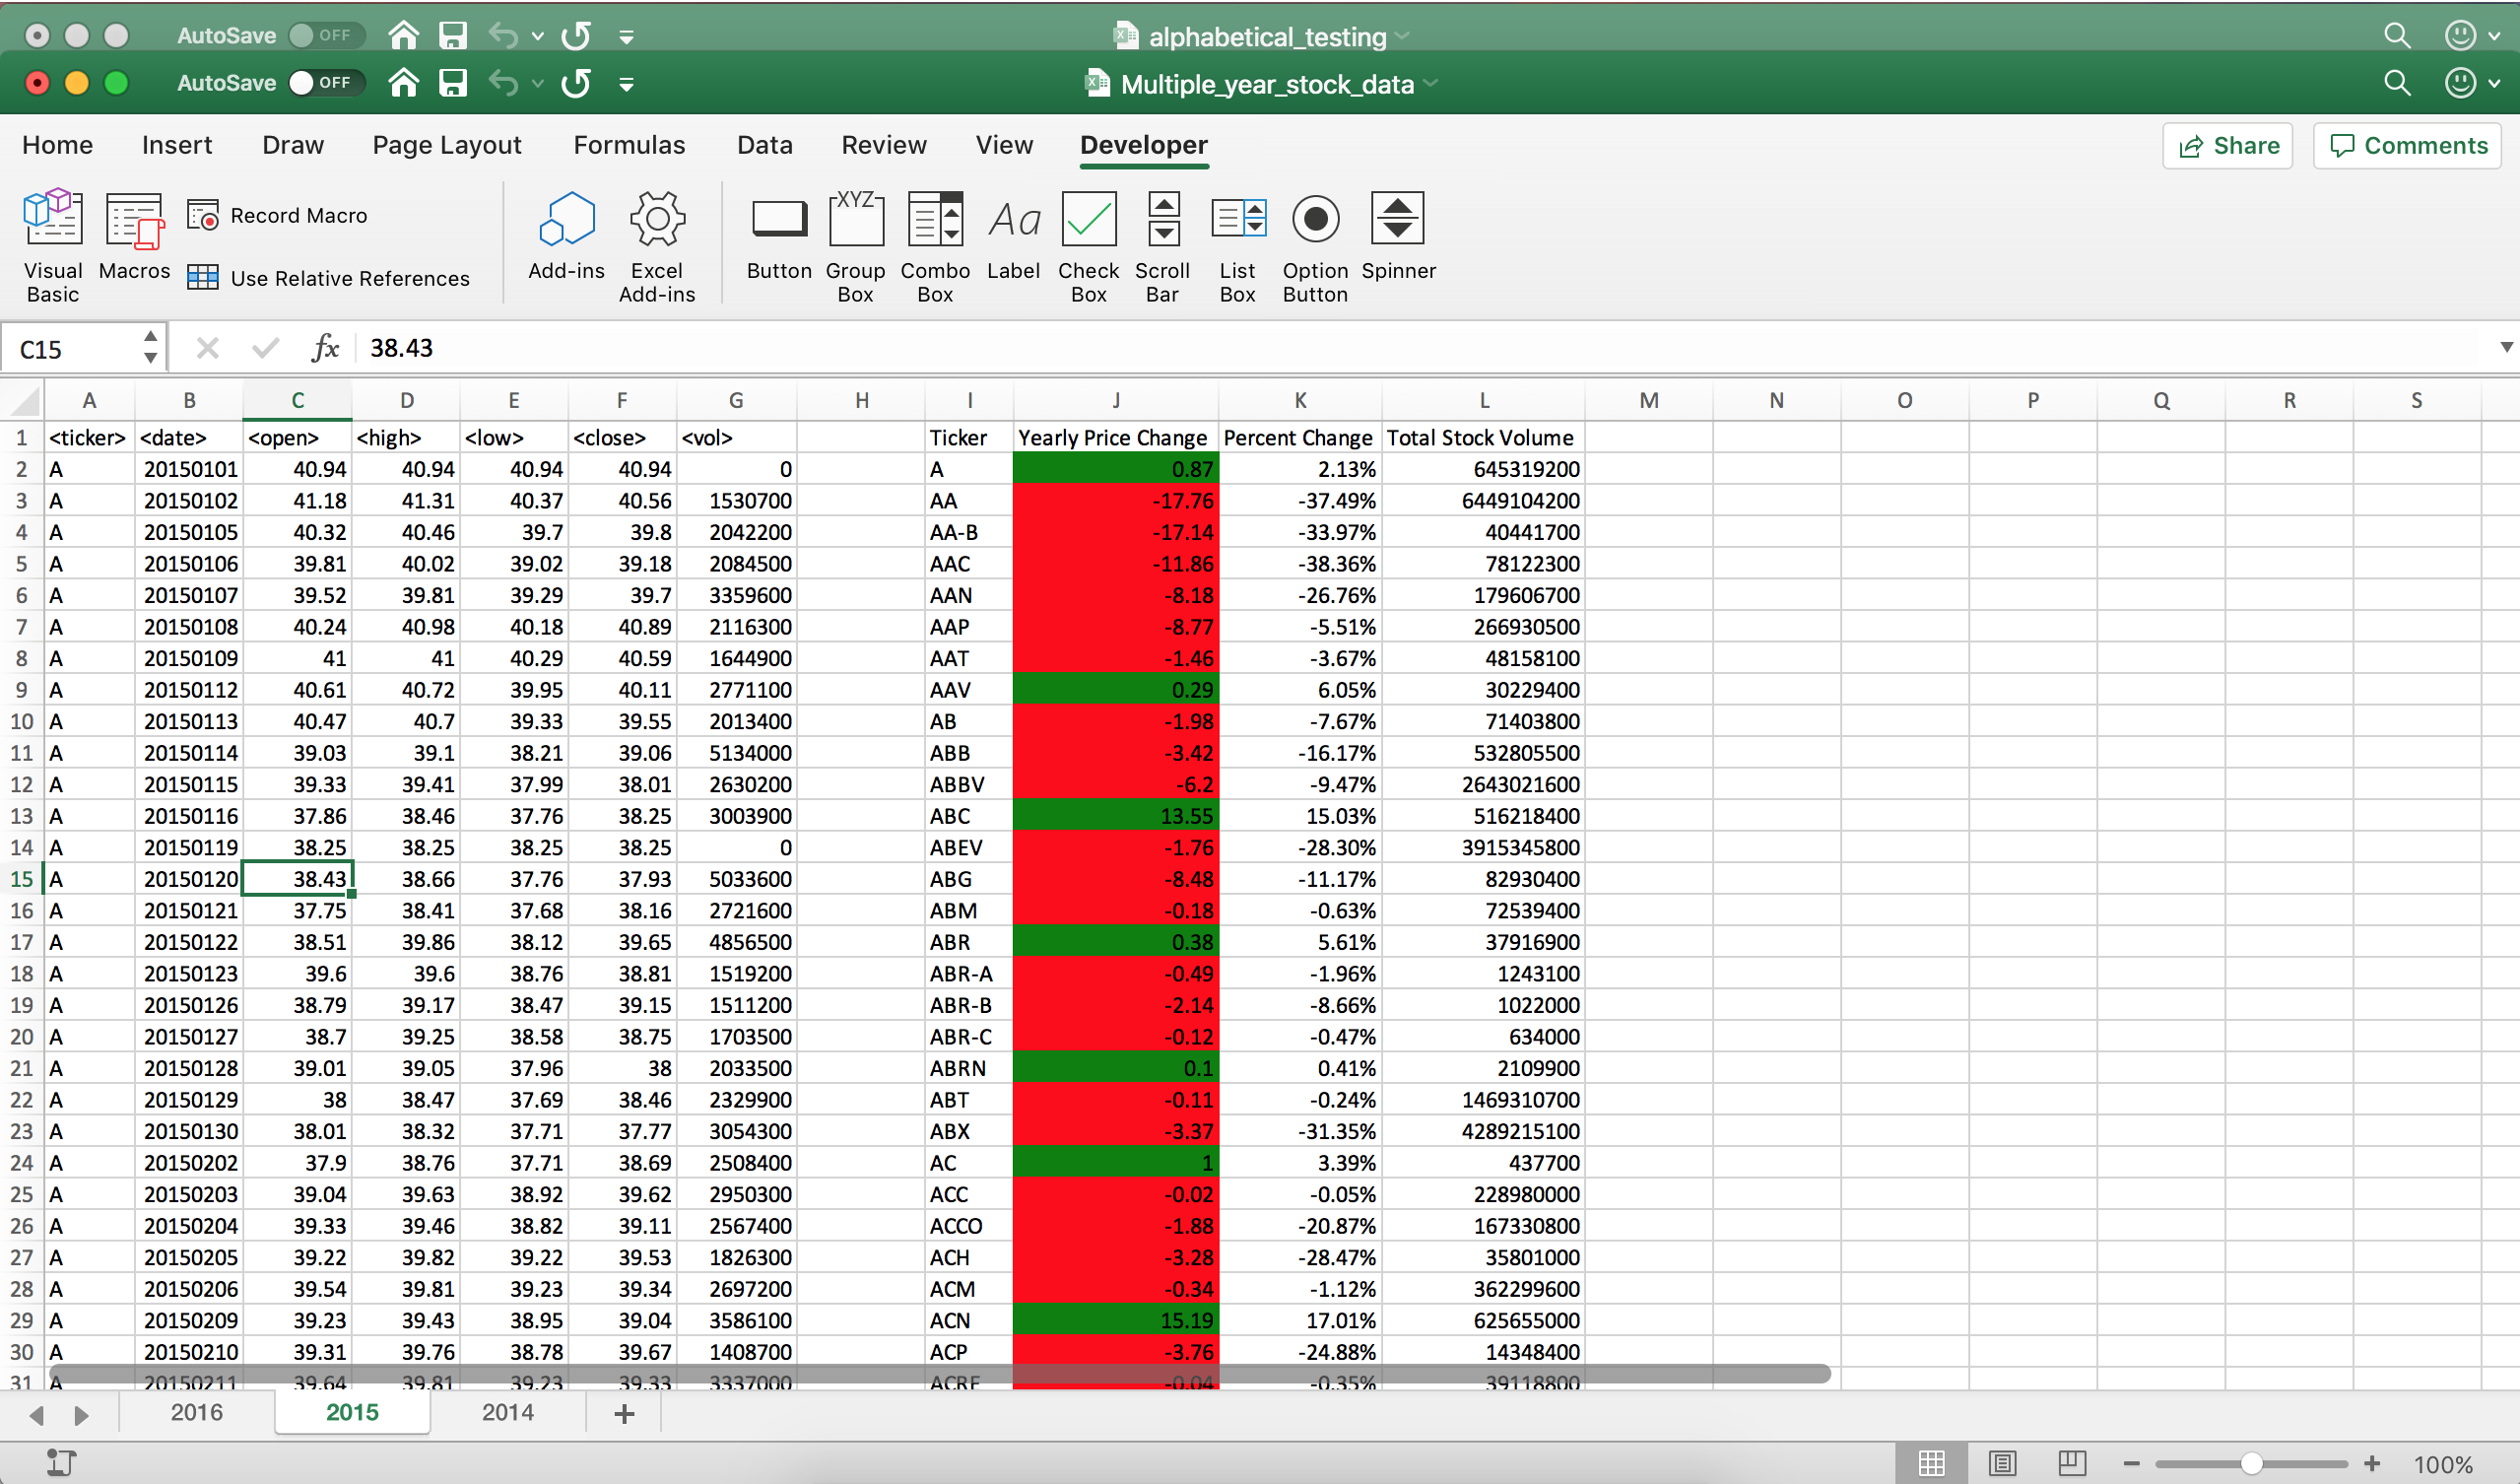 AutoSave OFF alphabetical_testing
AutoSave OFF Multiple_year_stock_data
Home Insert Draw Page Layout Formulas Data Review View Developer Share Comments
Visual Basic Macros Record Macro Use Relative References Add-ins Excel Add-ins Button XYZ Group Box Combo Box Aa Label Check Box Scroll Bar List Box Option Button Spinner
C15 fx 38.43
A B C D E F G H I J K L M N O P Q R S
1 <ticker> <date> <open> <high> <low> <close> <vol> Ticker Yearly Price Change Percent Change Total Stock Volume
2 A 20150101 40.94 40.94 40.94 40.94 0 A 0.87 2.13% 645319200
3 A 20150102 41.18 41.31 40.37 40.56 1530700 AA -17.76 -37.49% 6449104200
4 A 20150105 40.32 40.46 39.7 39.8 2042200 AA-B -17.14 -33.97% 40441700
5 A 20150106 39.81 40.02 39.02 39.18 2084500 AAC -11.86 -38.36% 78122300
6 A 20150107 39.52 39.81 39.29 39.7 3359600 AAN -8.18 -26.76% 179606700
7 A 20150108 40.24 40.98 40.18 40.89 2116300 AAP -8.77 -5.51% 266930500
8 A 20150109 41 41 40.29 40.59 1644900 AAT -1.46 -3.67% 48158100
9 A 20150112 40.61 40.72 39.95 40.11 2771100 AAV 0.29 6.05% 30229400
10 A 20150113 40.47 40.7 39.33 39.55 2013400 AB -1.98 -7.67% 71403800
11 A 20150114 39.03 39.1 38.21 39.06 5134000 ABB -3.42 -16.17% 532805500
12 A 20150115 39.33 39.41 37.99 38.01 2630200 ABBV -6.2 -9.47% 2643021600
13 A 20150116 37.86 38.46 37.76 38.25 3003900 ABC 13.55 15.03% 516218400
14 A 20150119 38.25 38.25 38.25 38.25 0 ABEV -1.76 -28.30% 3915345800
15 A 20150120 38.43 38.66 37.76 37.93 5033600 ABG -8.48 -11.17% 82930400
16 A 20150121 37.75 38.41 37.68 38.16 2721600 ABM -0.18 -0.63% 72539400
17 A 20150122 38.51 39.86 38.12 39.65 4856500 ABR 0.38 5.61% 37916900
18 A 20150123 39.6 39.6 38.76 38.81 1519200 ABR-A -0.49 -1.96% 1243100
19 A 20150126 38.79 39.17 38.47 39.15 1511200 ABR-B -2.14 -8.66% 1022000
20 A 20150127 38.7 39.25 38.58 38.75 1703500 ABR-C -0.12 -0.47% 634000
21 A 20150128 39.01 39.05 37.96 38 2033500 ABRN 0.1 0.41% 2109900
22 A 20150129 38 38.47 37.69 38.46 2329900 ABT -0.11 -0.24% 1469310700
23 A 20150130 38.01 38.32 37.71 37.77 3054300 ABX -3.37 -31.35% 4289215100
24 A 20150202 37.9 38.76 37.71 38.69 2508400 AC 1 3.39% 437700
25 A 20150203 39.04 39.63 38.92 39.62 2950300 ACC -0.02 -0.05% 228980000
26 A 20150204 39.33 39.46 38.82 39.11 2567400 ACCO -1.88 -20.87% 167330800
27 A 20150205 39.22 39.82 39.22 39.53 1826300 ACH -3.28 -28.47% 35801000
28 A 20150206 39.54 39.81 39.23 39.34 2697200 ACM -0.34 -1.12% 362299600
29 A 20150209 39.23 39.43 38.95 39.04 3586100 ACN 15.19 17.01% 625655000
30 A 20150210 39.31 39.76 38.78 39.67 1408700 ACP -3.76 -24.88% 14348400
31 A 20150211 39.64 39.81 39.23 39.33 3337000 ACRE -0.04 -0.35% 39118800
2016 2015 2014
100%